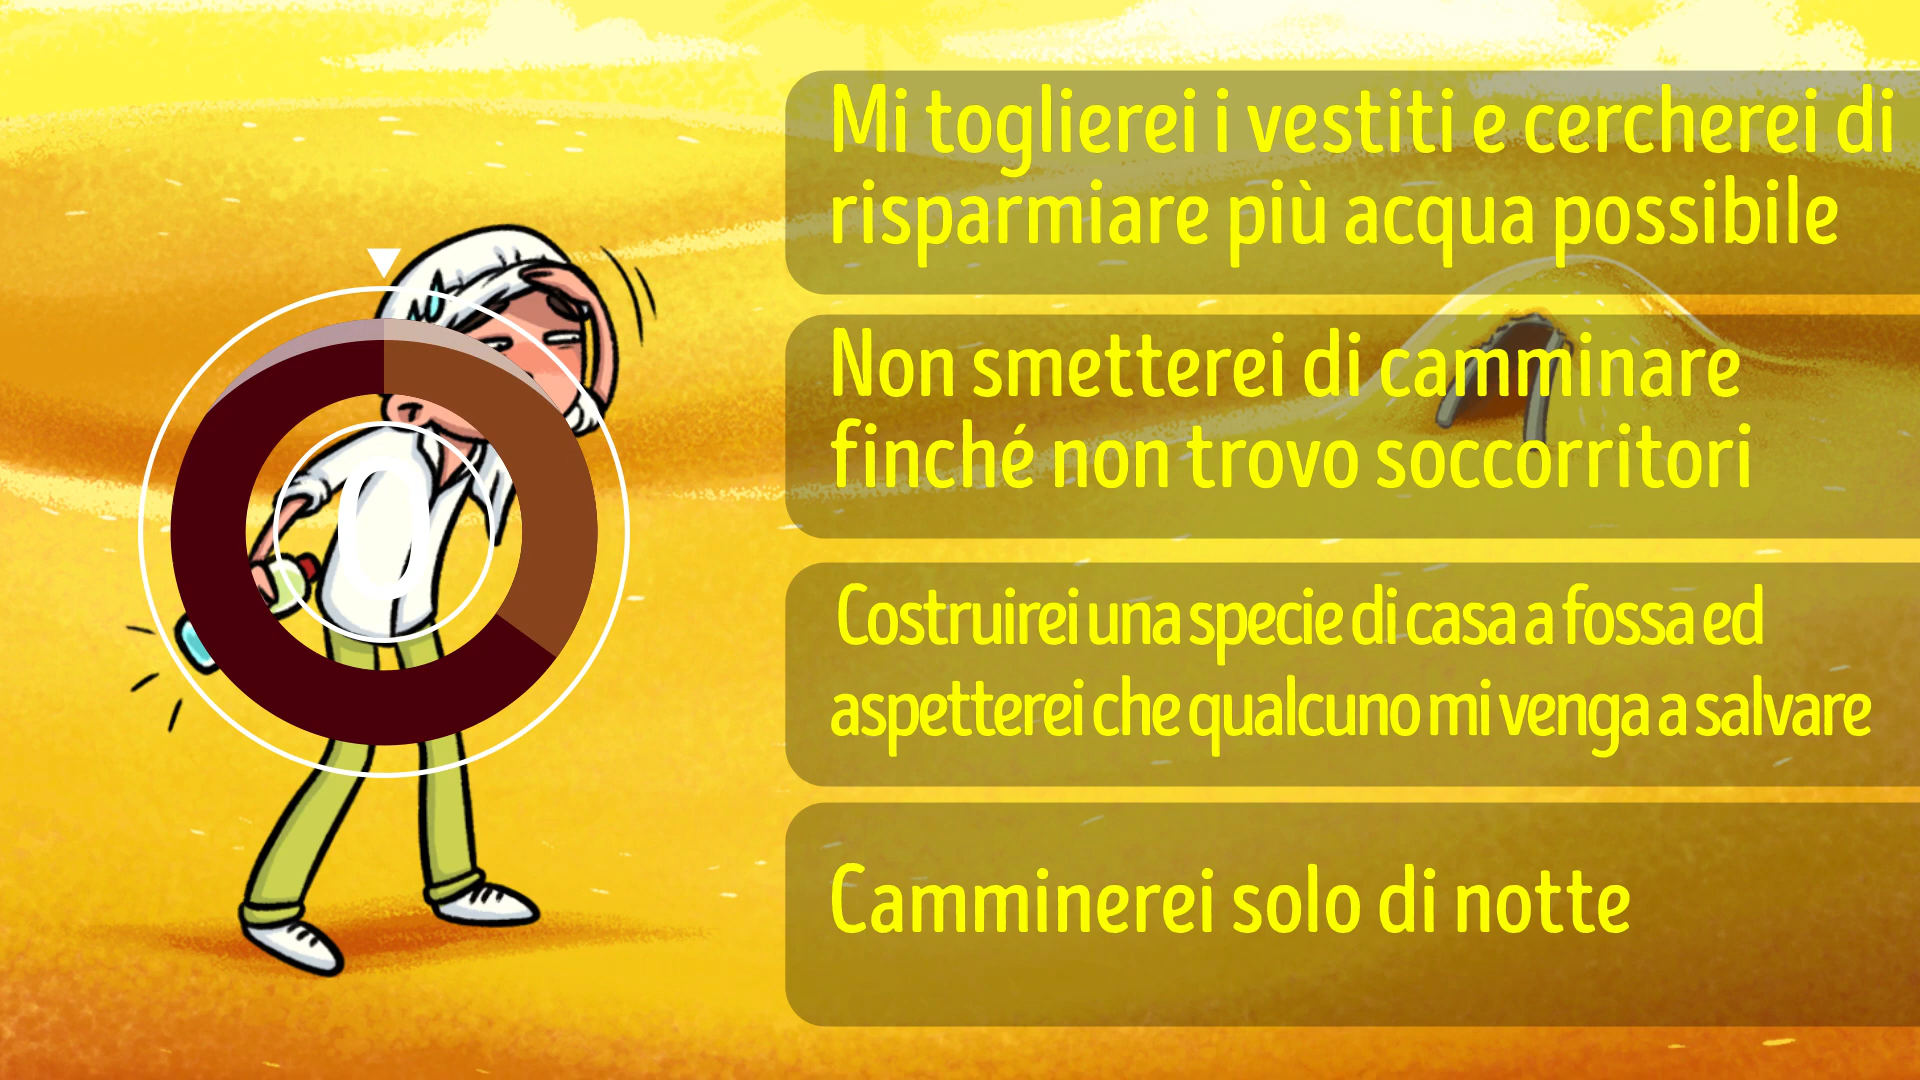 Mi toglierei i vestiti e cercherei di
risparmiare più acqua possibile
Non smetterei di camminare
finché non trovo soccorritori
Costruirei una specie di casa a fossa ed
aspetterei che qualcuno mi venga a salvare
Camminerei solo di notte
0